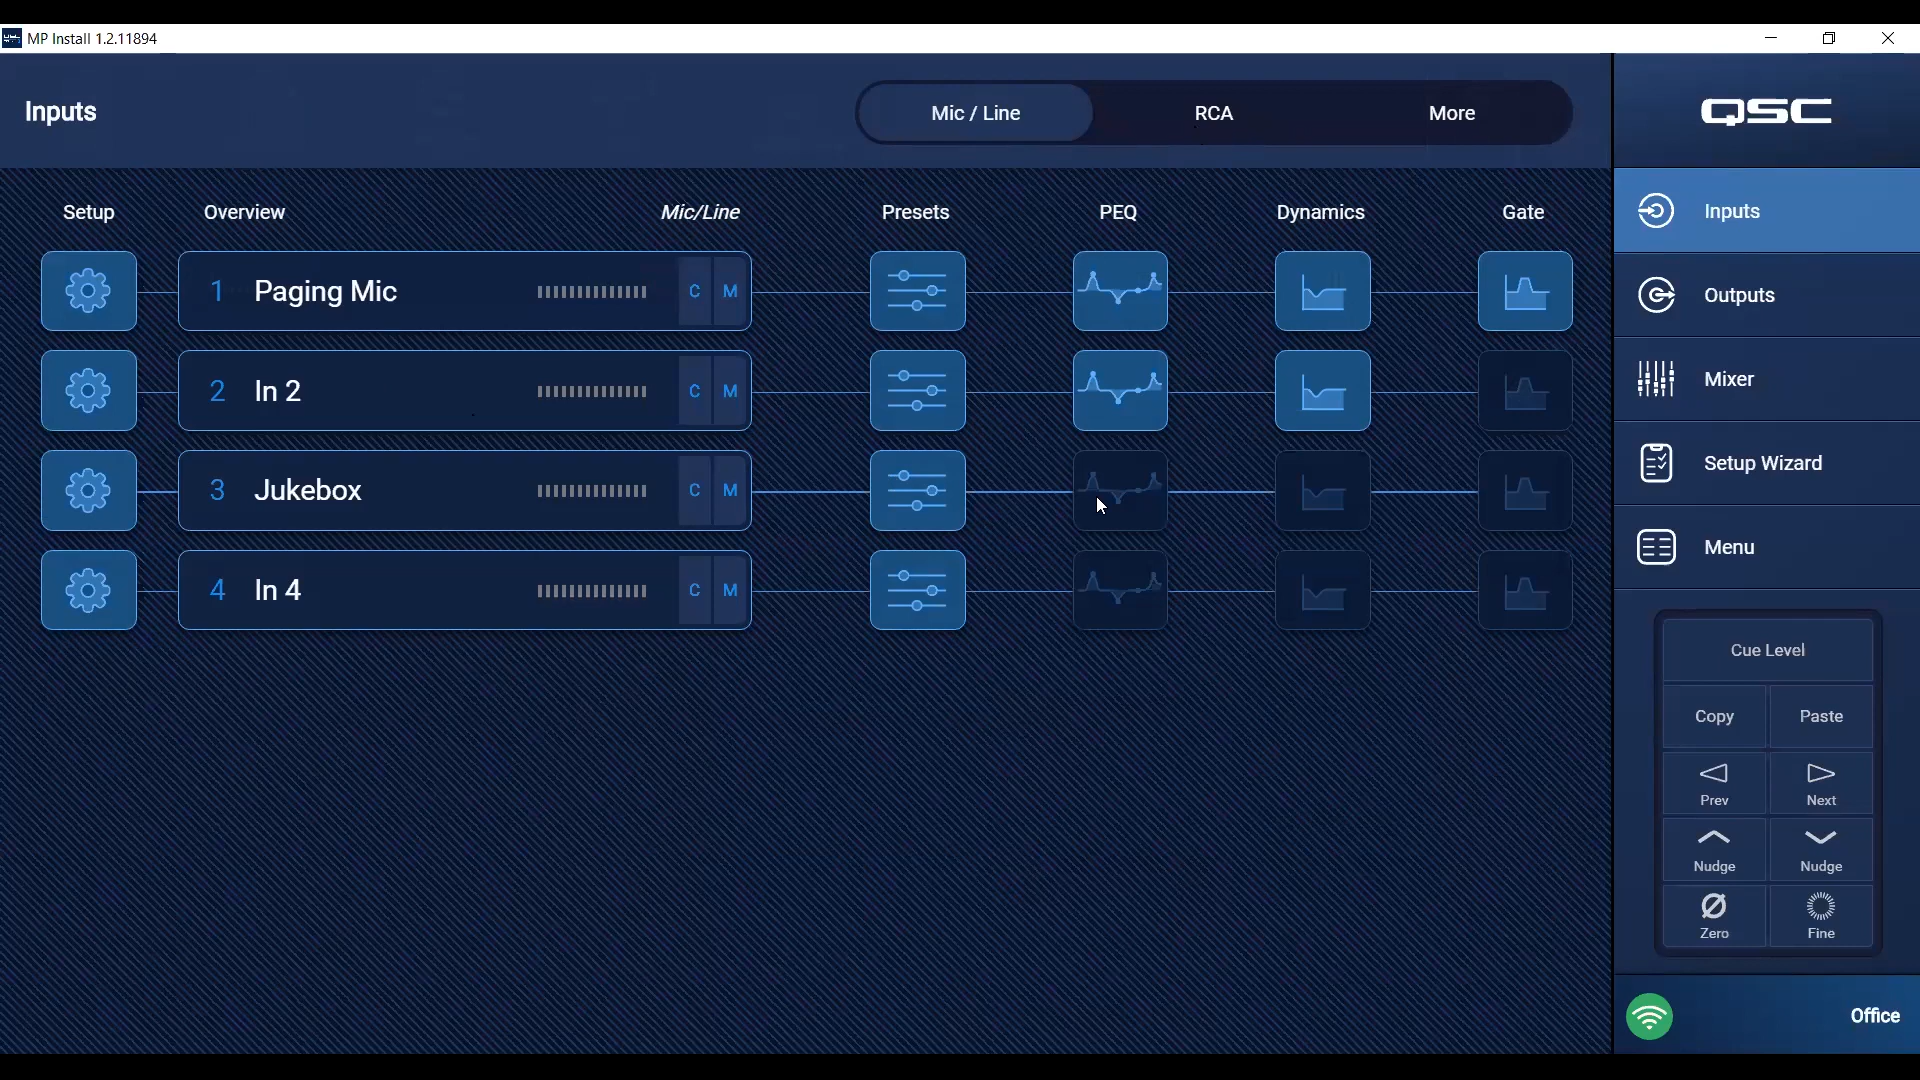 MP Install 1.2.11894
Inputs
Mic / Line RCA More
QSC
Setup Overview Mic/Line Presets PEQ Dynamics Gate
1 Paging Mic C M
2 In 2 C M
3 Jukebox C M
4 In 4 C M
Inputs
Outputs
Mixer
Setup Wizard
Menu
Cue Level
Copy Paste
Prev Next
Nudge Nudge
Zero Fine
Office